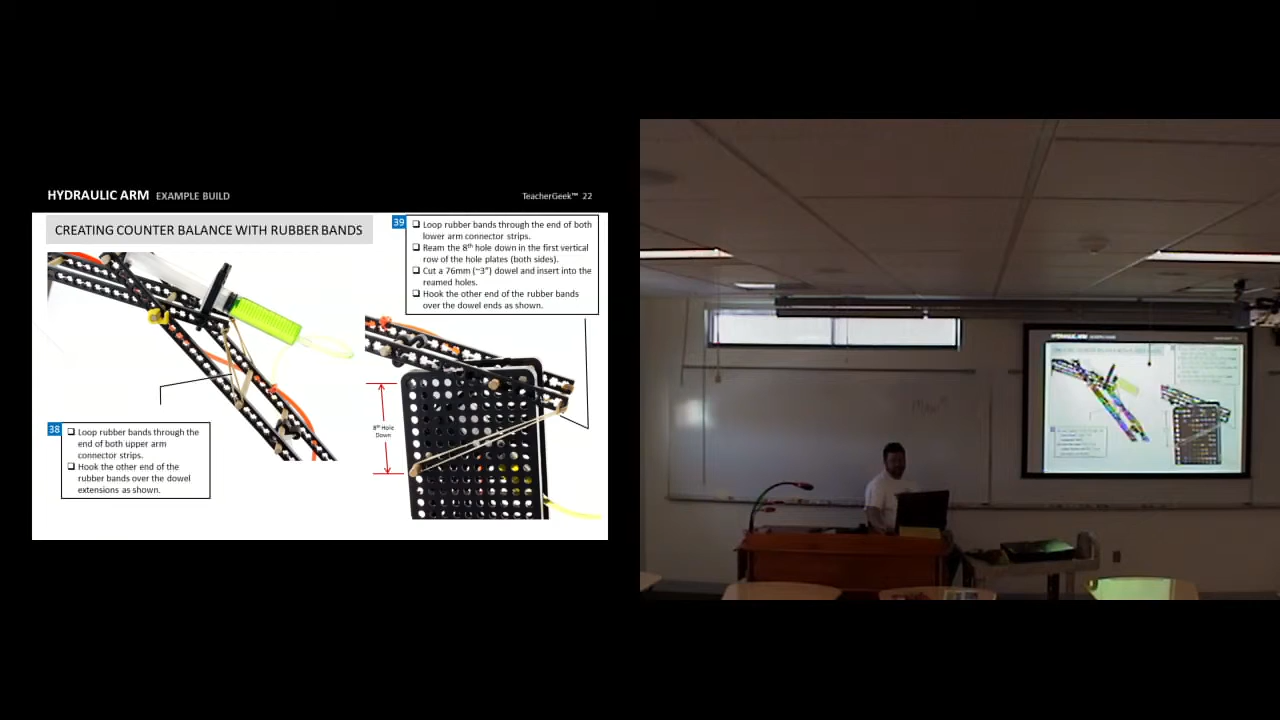 HYDRAULIC ARM EXAMPLE BUILD
TeacherGeek™ 22
CREATING COUNTER BALANCE WITH RUBBER BANDS
39
❑ Loop rubber bands through the end of both
lower arm connector strips.
❑ Ream the 8th hole down in the first vertical
row of the hole plates (both sides).
❑ Cut a 76mm (~3”) dowel and insert into the
reamed holes.
❑ Hook the other end of the rubber bands
over the dowel ends as shown.
8th Hole
Down
38
❑ Loop rubber bands through the
end of both upper arm
connector strips.
❑ Hook the other end of the
rubber bands over the dowel
extensions as shown.